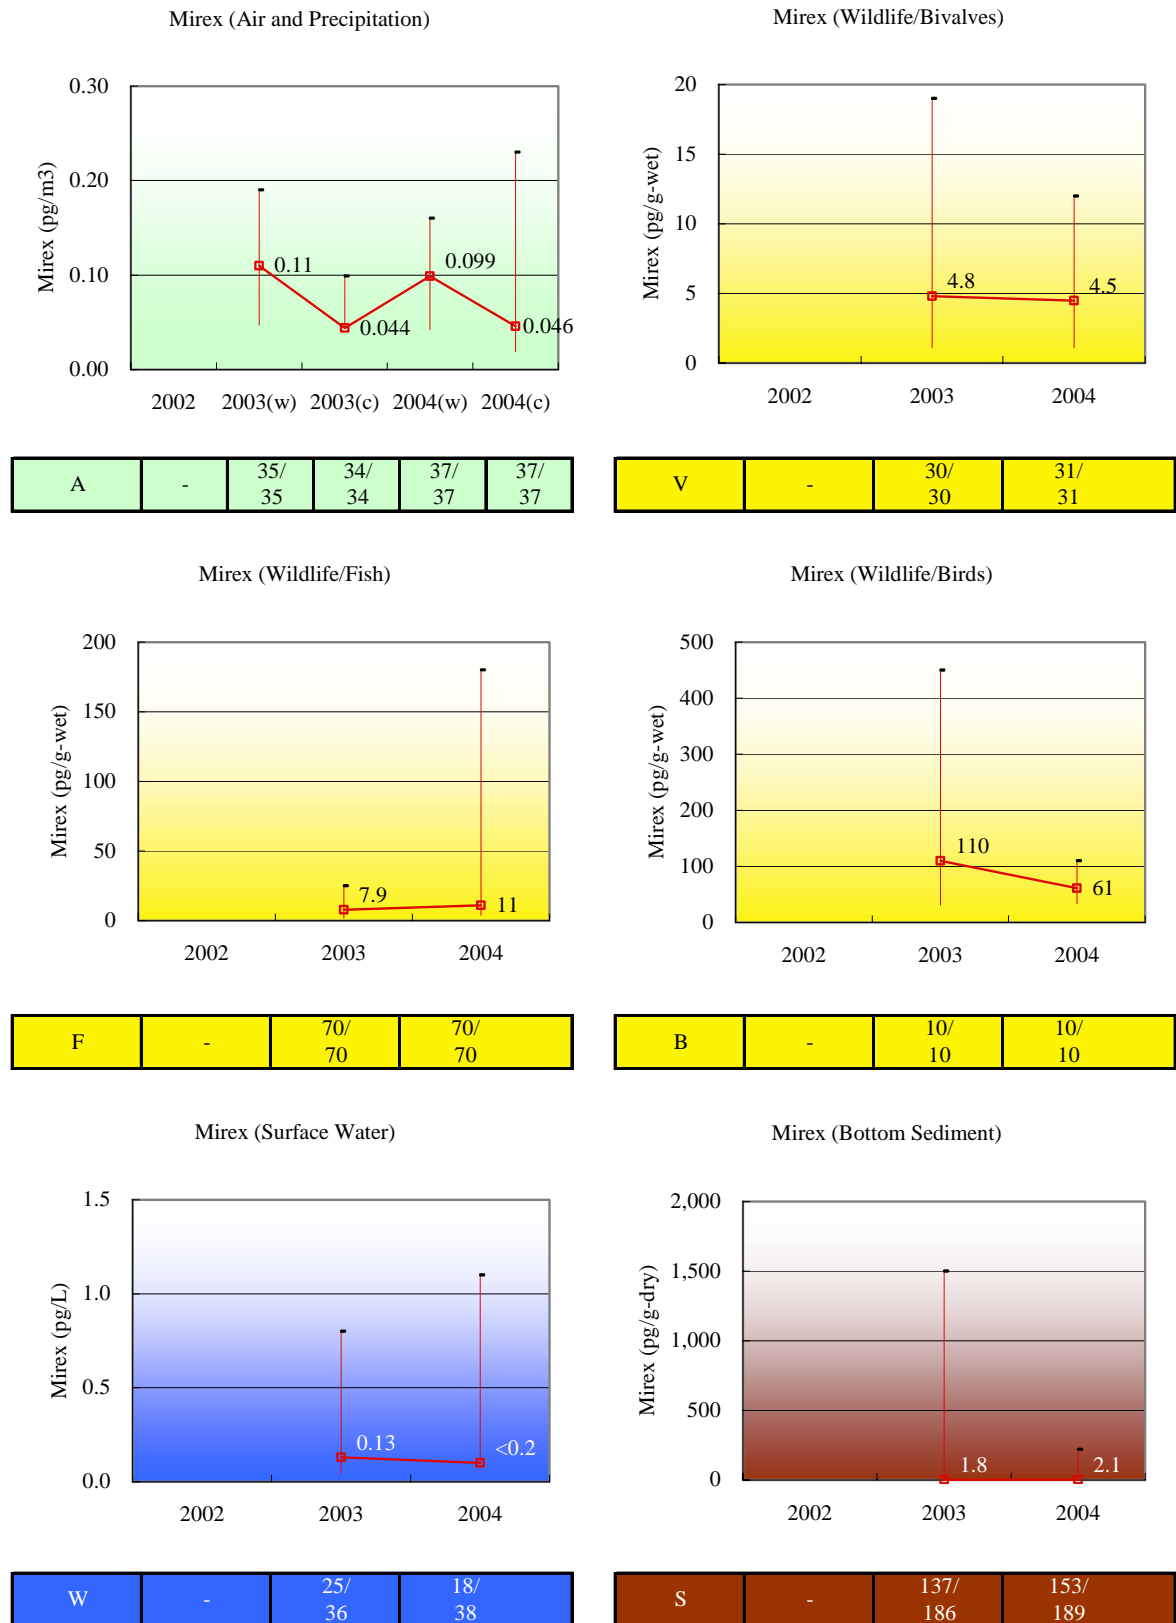 Mirex (Air and Precipitation)
Mirex (pg/m3)
0.30
0.20
0.10
0.00
0.11
0.044
0.099
0.046
2002 2003(w) 2003(c) 2004(w) 2004(c)
A - 35/ 34/ 37/ 37/
35 34 37 37
Mirex (Wildlife/Bivalves)
Mirex (pg/g-wet)
20
15
10
5
0
4.8
4.5
2002 2003 2004
V - 30/ 31/
30 31
Mirex (Wildlife/Fish)
Mirex (pg/g-wet)
200
150
100
50
0
7.9
11
2002 2003 2004
F - 70/ 70/
70 70
Mirex (Wildlife/Birds)
Mirex (pg/g-wet)
500
400
300
200
100
0
110
61
2002 2003 2004
B - 10/ 10/
10 10
Mirex (Surface Water)
Mirex (pg/L)
1.5
1.0
0.5
0.0
0.13
<0.2
2002 2003 2004
W - 25/ 18/
36 38
Mirex (Bottom Sediment)
Mirex (pg/g-dry)
2,000
1,500
1,000
500
0
1.8
2.1
2002 2003 2004
S - 137/ 153/
186 189